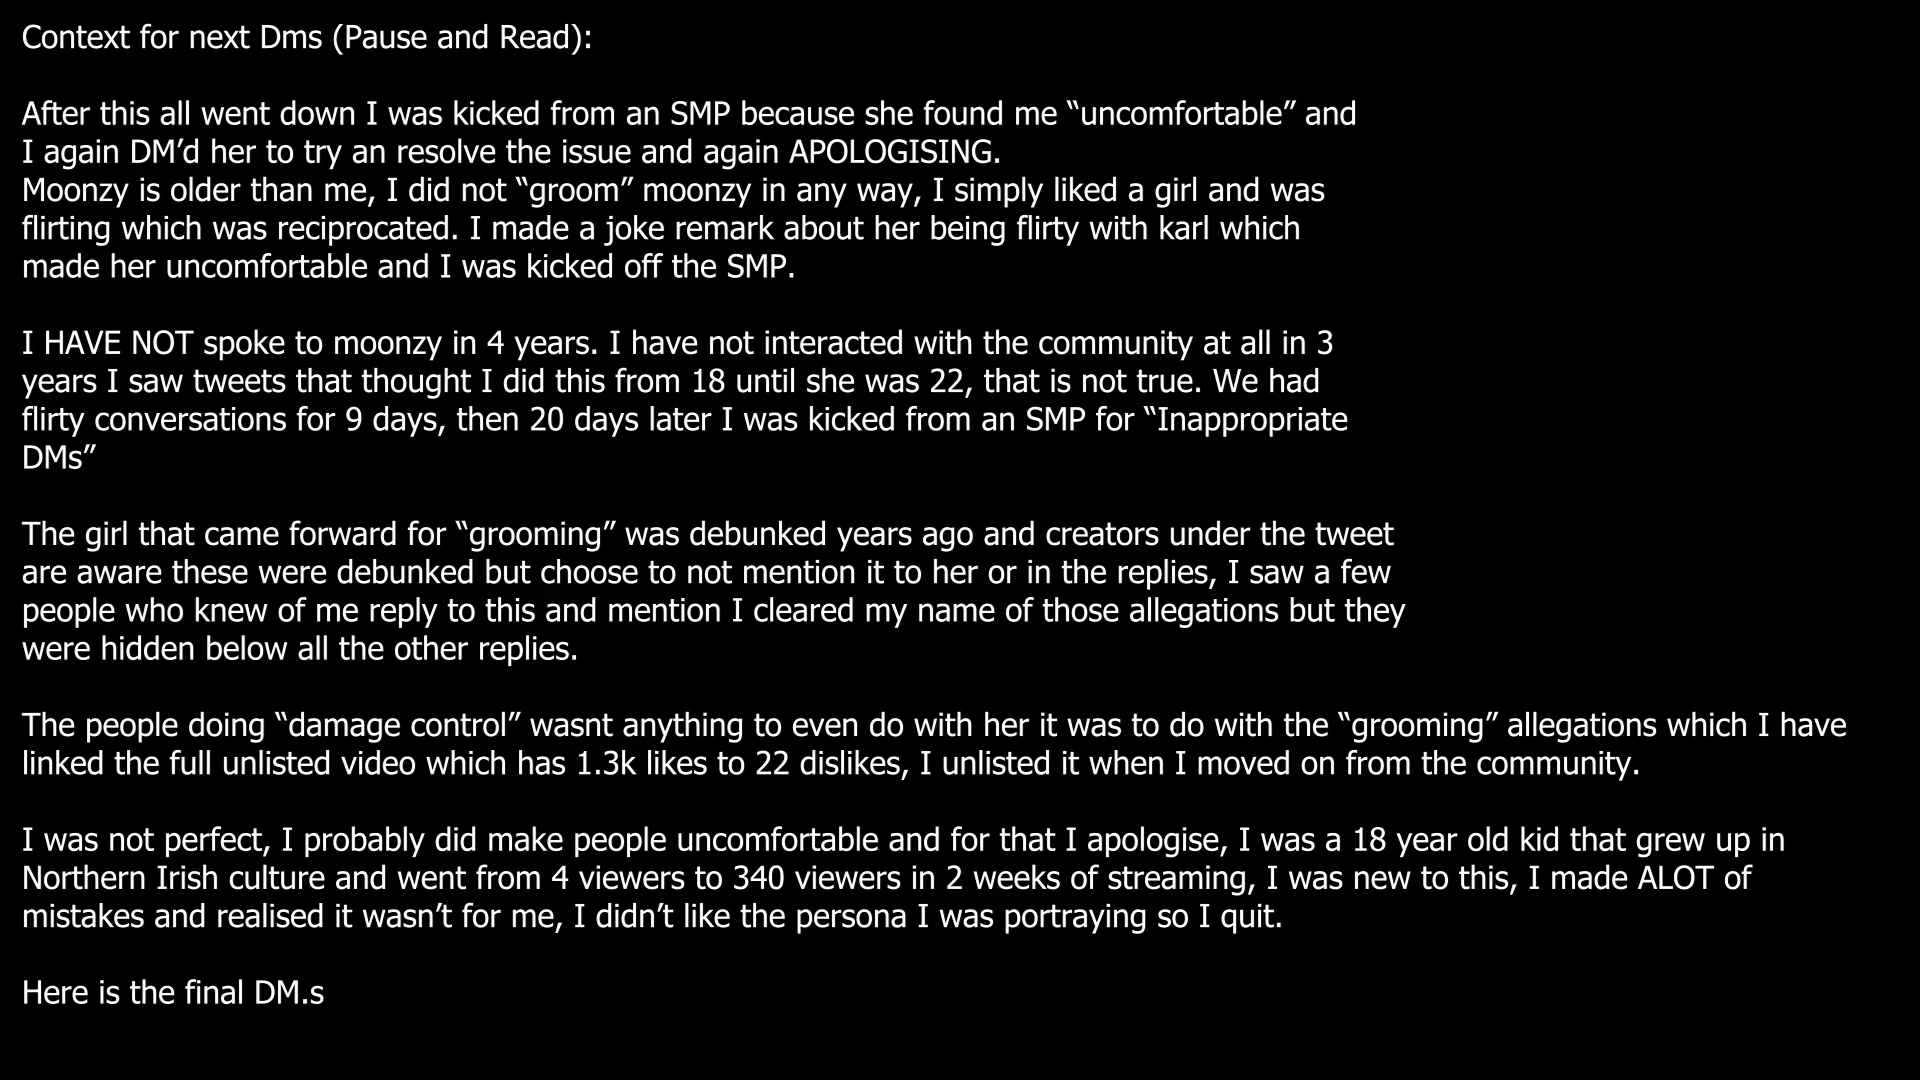 Context for next Dms (Pause and Read):
After this all went down I was kicked from an SMP because she found me “uncomfortable” and
I again DM’d her to try an resolve the issue and again APOLOGISING.
Moonzy is older than me, I did not “groom” moonzy in any way, I simply liked a girl and was
flirting which was reciprocated. I made a joke remark about her being flirty with karl which
made her uncomfortable and I was kicked off the SMP.
I HAVE NOT spoke to moonzy in 4 years. I have not interacted with the community at all in 3
years I saw tweets that thought I did this from 18 until she was 22, that is not true. We had
flirty conversations for 9 days, then 20 days later I was kicked from an SMP for “Inappropriate
DMs”
The girl that came forward for “grooming” was debunked years ago and creators under the tweet
are aware these were debunked but choose to not mention it to her or in the replies, I saw a few
people who knew of me reply to this and mention I cleared my name of those allegations but they
were hidden below all the other replies.
The people doing “damage control” wasnt anything to even do with her it was to do with the “grooming” allegations which I have
linked the full unlisted video which has 1.3k likes to 22 dislikes, I unlisted it when I moved on from the community.
I was not perfect, I probably did make people uncomfortable and for that I apologise, I was a 18 year old kid that grew up in
Northern Irish culture and went from 4 viewers to 340 viewers in 2 weeks of streaming, I was new to this, I made ALOT of
mistakes and realised it wasn’t for me, I didn’t like the persona I was portraying so I quit.
Here is the final DM.s